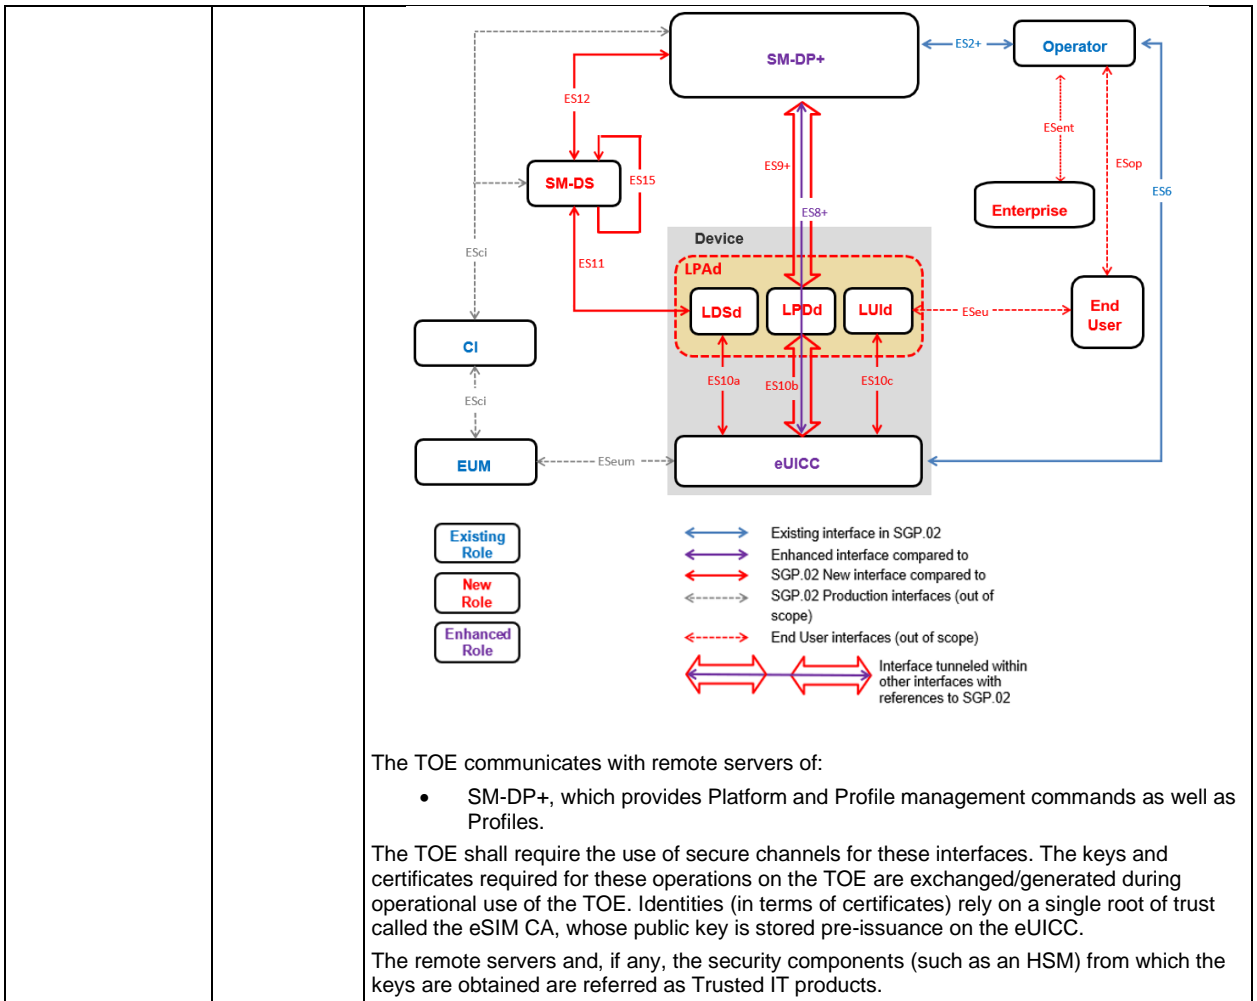 SM-DP+
ES2+
Operator
ES12
ESent
ES9+
ESop
SM-DS
ES15
ES6
Enterprise
ES8+
Device
ESci
ES11
LPAd
LDSd
LPDd
LUId
ESeu
End
User
CI
ES10a
ES10b
ES10c
ESci
EUM
ESeum
eUICC
Existing
Role
New
Role
Enhanced
Role
Existing interface in SGP.02
Enhanced interface compared to
SGP.02 New interface compared to
SGP.02 Production interfaces (out of
scope)
End User interfaces (out of scope)
Interface tunneled within
other interfaces with
references to SGP.02
The TOE communicates with remote servers of:
• SM-DP+, which provides Platform and Profile management commands as well as
Profiles.
The TOE shall require the use of secure channels for these interfaces. The keys and
certificates required for these operations on the TOE are exchanged/generated during
operational use of the TOE. Identities (in terms of certificates) rely on a single root of trust
called the eSIM CA, whose public key is stored pre-issuance on the eUICC.
The remote servers and, if any, the security components (such as an HSM) from which the
keys are obtained are referred as Trusted IT products.